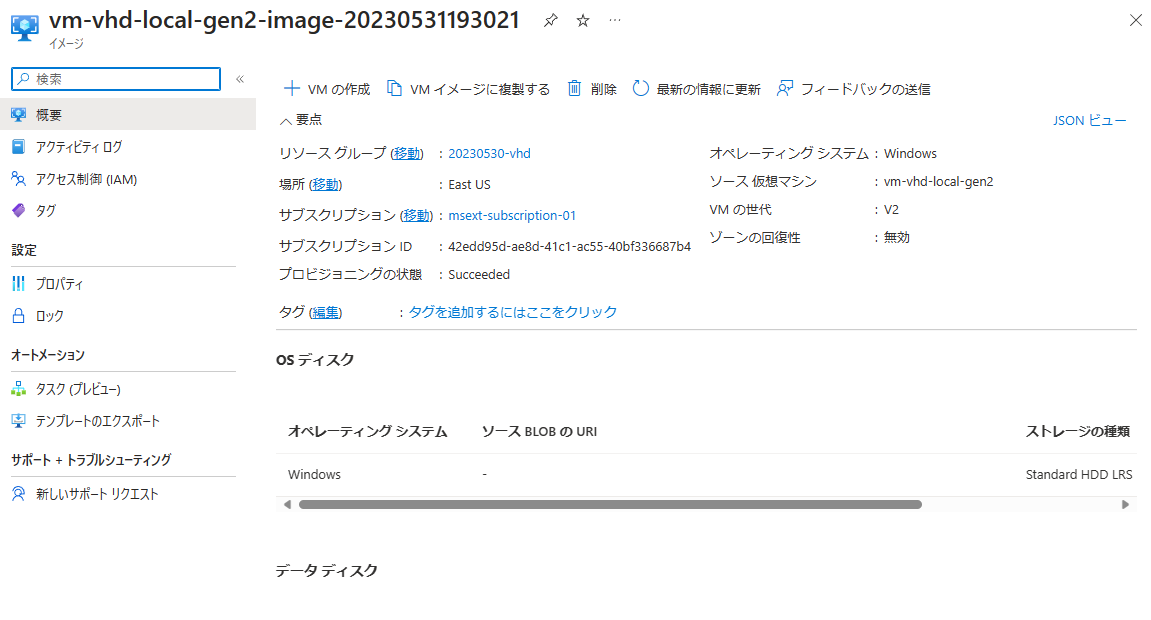 vm-vhd-local-gen2-image-20230531193021
イメージ
検索
概要
アクティビティ ログ
アクセス制御 (IAM)
タグ
設定
プロパティ
ロック
オートメーション
タスク (プレビュー)
テンプレートのエクスポート
サポート + トラブルシューティング
新しいサポート リクエスト
VM の作成 VM イメージに複製する 削除 最新の情報に更新 フィードバックの送信
要点 JSON ビュー
リソース グループ (移動) : 20230530-vhd
場所 (移動) : East US
サブスクリプション (移動) : msext-subscription-01
サブスクリプション ID : 42edd95d-ae8d-41c1-ac55-40bf336687b4
プロビジョニングの状態 : Succeeded
オペレーティング システム : Windows
ソース 仮想マシン : vm-vhd-local-gen2
VM の世代 : V2
ゾーンの回復性 : 無効
タグ (編集) : タグを追加するにはここをクリック
OS ディスク
オペレーティング システム ソース BLOB の URI ストレージの種類
Windows - Standard HDD LRS
データ ディスク